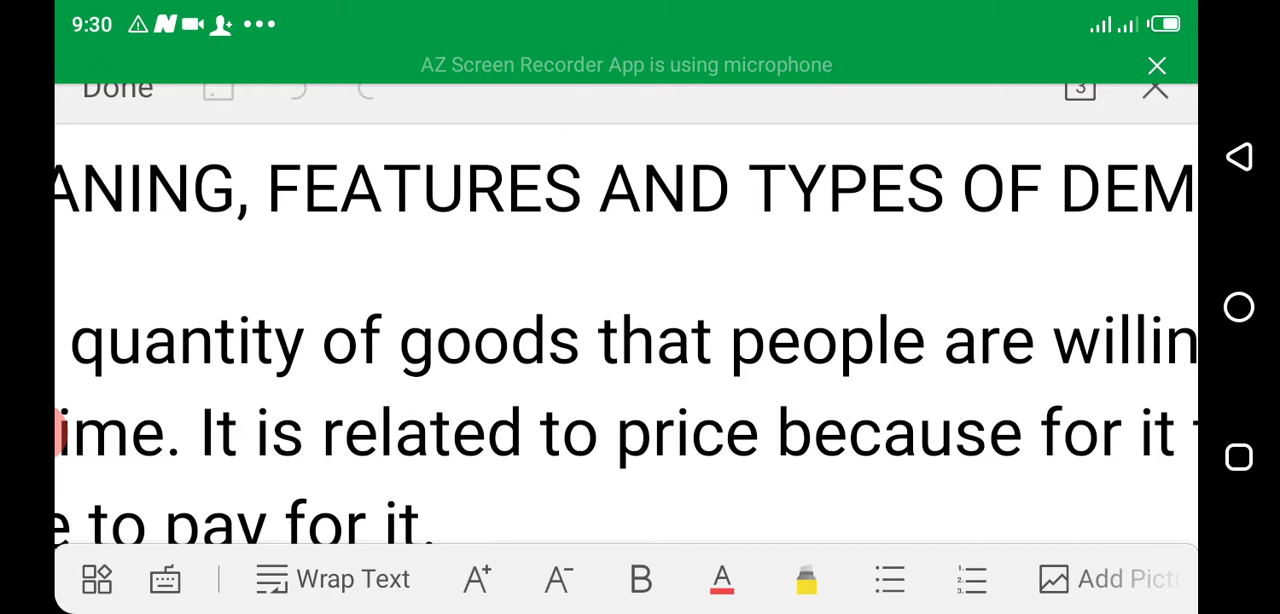 9:30
AZ Screen Recorder App is using microphone
Done 3
ANING, FEATURES AND TYPES OF DEM
quantity of goods that people are willin
ime. It is related to price because for it
e to pay for it.
Wrap Text A+ A- B A Add Pictu